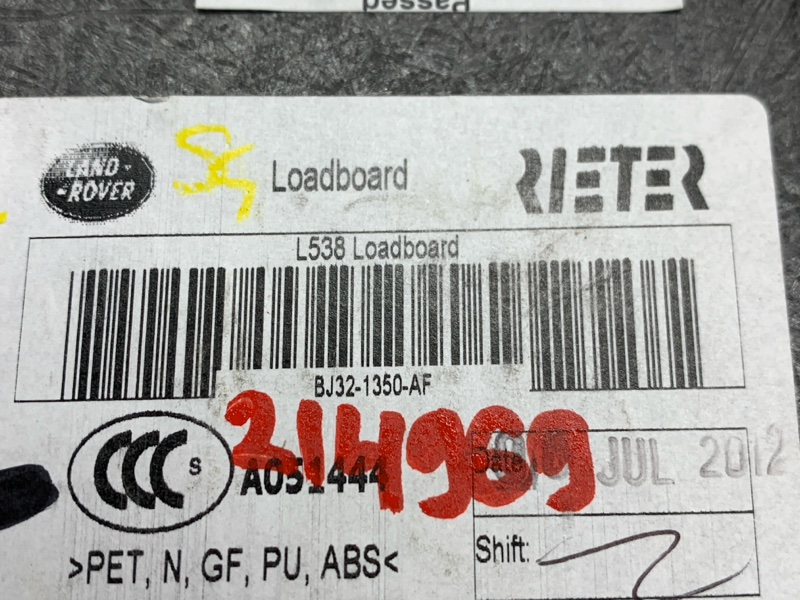 Passed
LAND-
-ROVER
Loadboard
RIETER
L538 Loadboard
BJ32-1350-AF
214959
CCC S
A051444
Date
JUL 2012
>PET, N, GF, PU, ABS<
Shift: